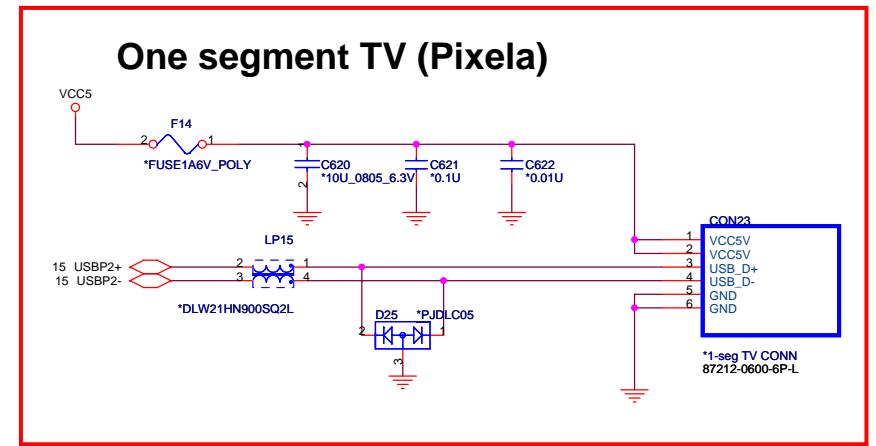 One segment TV (Pixela)
VCC5
F14
2 1
*FUSE1A6V_POLY
1
2
C620
*10U_0805_6.3V
C621
*0.1U
C622
*0.01U
CON23
1 VCC5V
2 VCC5V
3 USB_D+
4 USB_D-
5 GND
6 GND
*1-seg TV CONN
87212-0600-6P-L
LP15
15 USBP2+ 2 1
15 USBP2- 3 4
*DLW21HN900SQ2L
D25 *PJDLC05
2 1
3